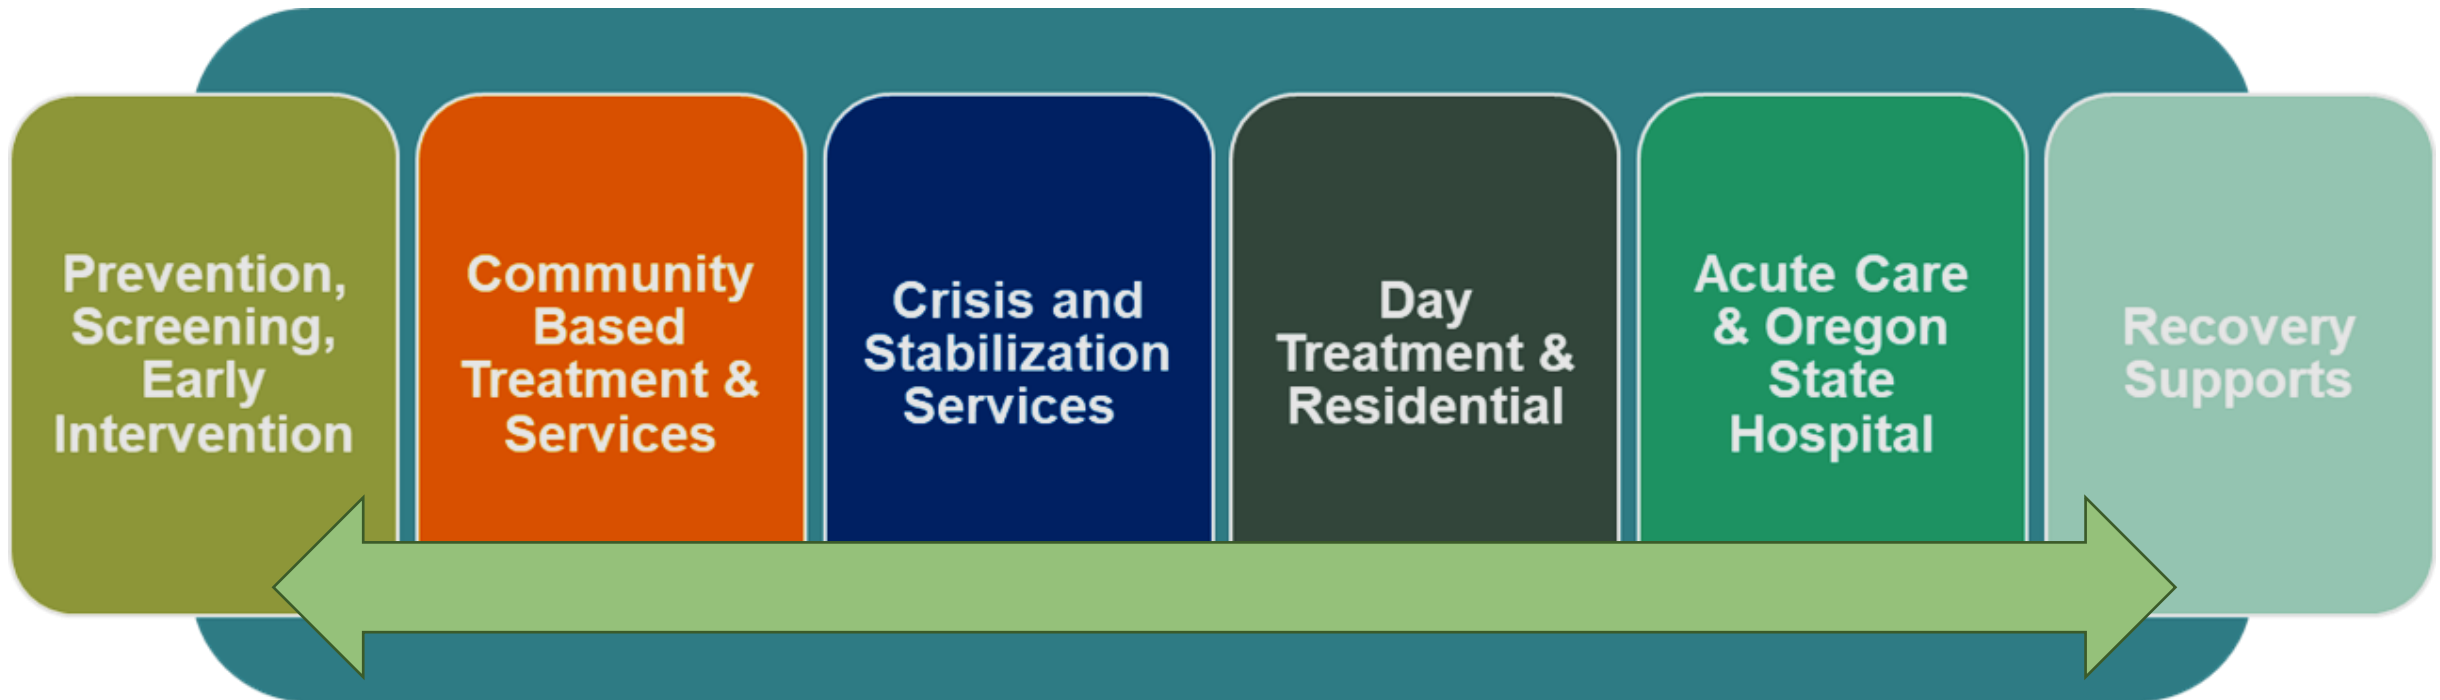 Prevention,
Screening,
Early
Intervention
Community
Based
Treatment &
Services
Crisis and
Stabilization
Services
Day
Treatment &
Residential
Acute Care
& Oregon
State
Hospital
Recovery
Supports